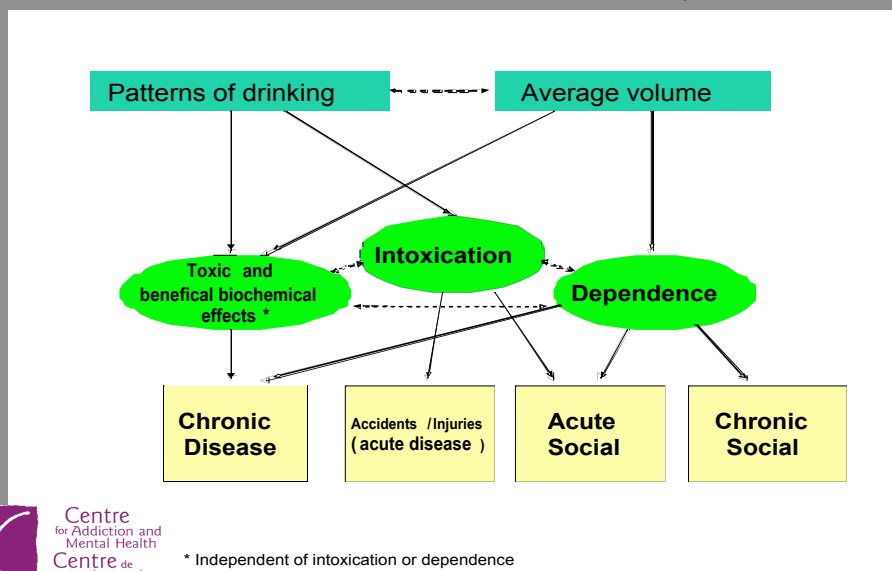 Patterns of drinking
Average volume
Intoxication
Toxic and
benefical biochemical
effects *
Dependence
Chronic
Disease
Accidents /Injuries
( acute disease )
Acute
Social
Chronic
Social
Centre
for Addiction and
Mental Health
Centre de
* Independent of intoxication or dependence